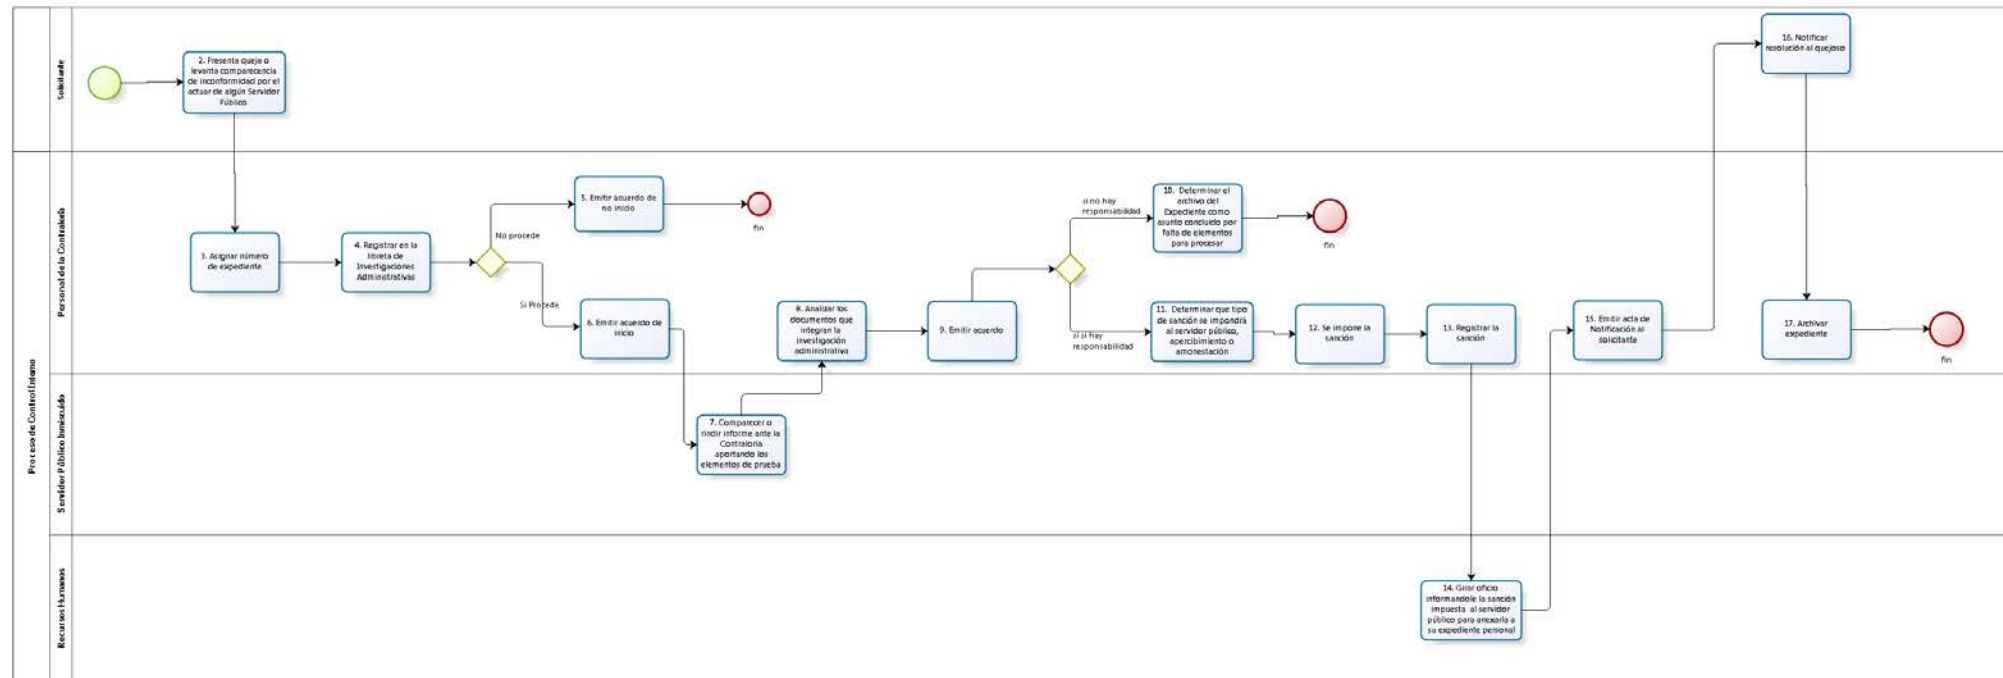 Proceso de Control Interno
Solicitante
2. Presenta queja o
levanta comparecencia
de inconformidad por el
actuar de algún Servidor
Público
16. Notificar
resolución al quejoso
Personal de la Contraloría
3. Asignar número
de expediente
4. Registrar en la
libreta de
Investigaciones
Administrativas
No procede
5. Emitir acuerdo de
no inicio
fin
Si Procede
6. Emitir acuerdo de
inicio
8. Analizar los
documentos que
integran la
investigación
administrativa
9. Emitir acuerdo
si no hay
responsabilidad
10. Determinar el
archivo del
Expediente como
asunto concluido por
falta de elementos
para procesar
fin
si si hay
responsabilidad
11. Determinar que tipo
de sanción se impondrá
al servidor público,
apercibimiento o
amonestación
12. Se impone la
sanción
13. Registrar la
sanción
15. Emitir acta de
Notificación al
solicitante
17. Archivar
expediente
fin
Servidor Público Inmiscuido
7. Comparecer o
rindir informe ante la
Contraloría
aportando los
elementos de prueba
Recursos Humanos
14. Girar oficio
informandole la sanción
impuesta al servidor
público para anexarla a
su expediente personal